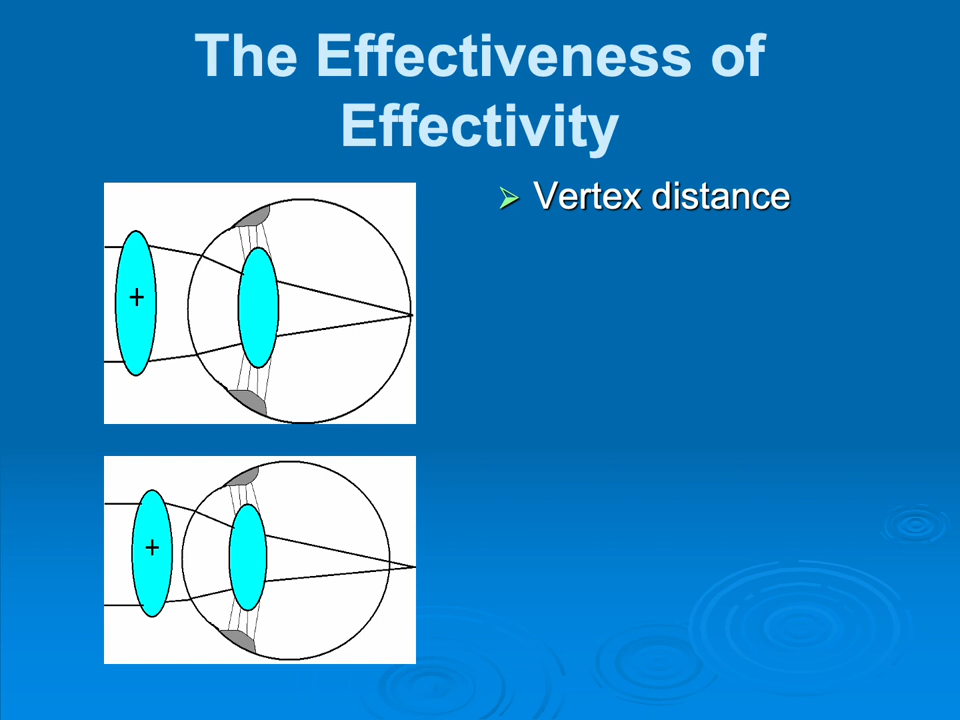 The Effectiveness of
Effectivity
Vertex distance
+
+